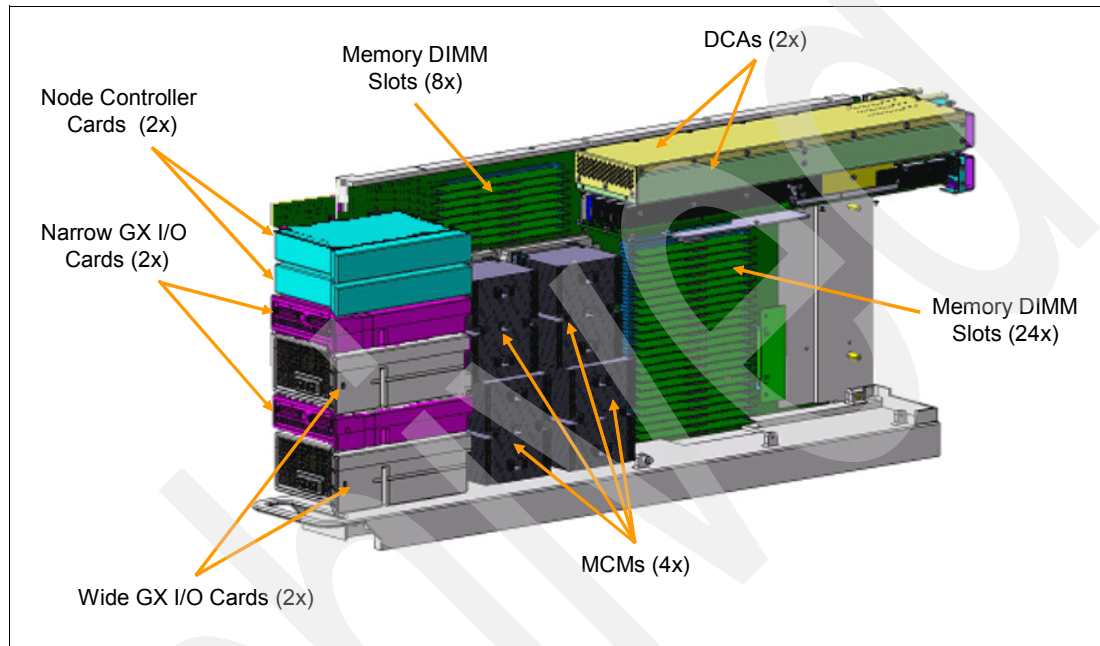 DCAs (2x)
Memory DIMM
Slots (8x)
Node Controller
Cards (2x)
Narrow GX I/O
Cards (2x)
Memory DIMM
Slots (24x)
MCMs (4x)
Wide GX I/O Cards (2x)